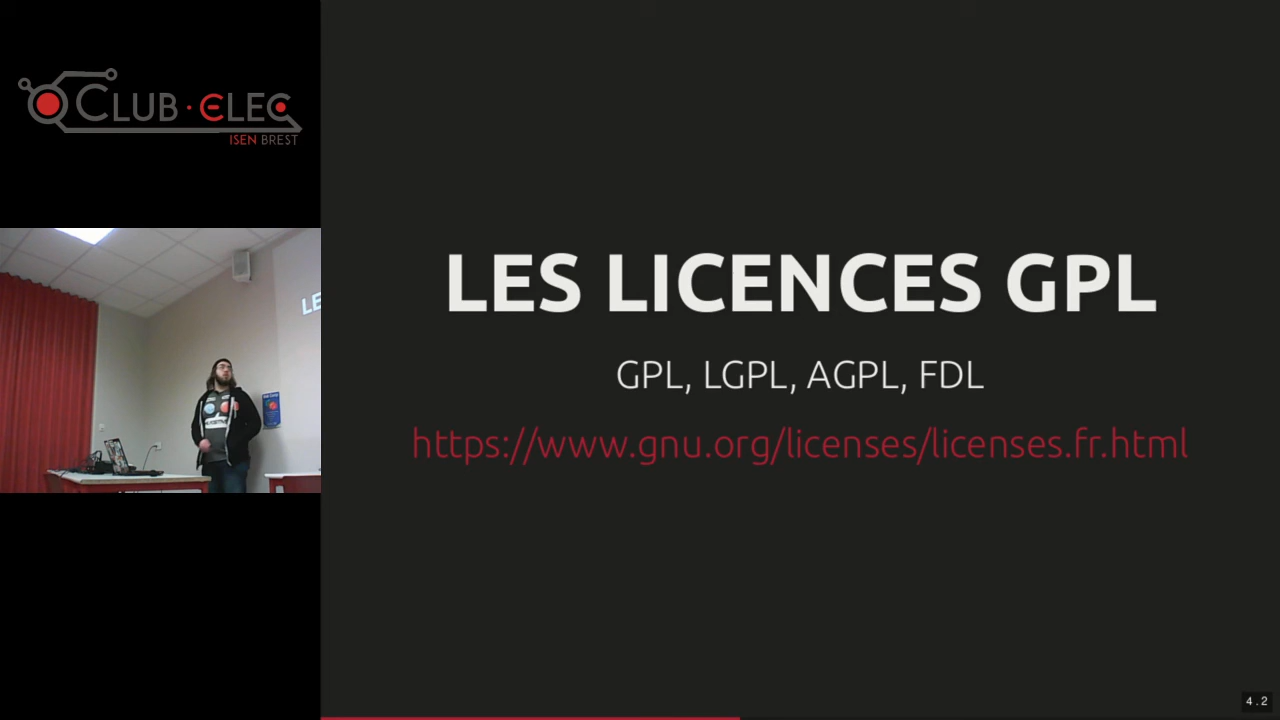 CLUB · ELEC
ISEN BREST
LE
LES LICENCES GPL
GPL, LGPL, AGPL, FDL
https://www.gnu.org/licenses/licenses.fr.html
4.2